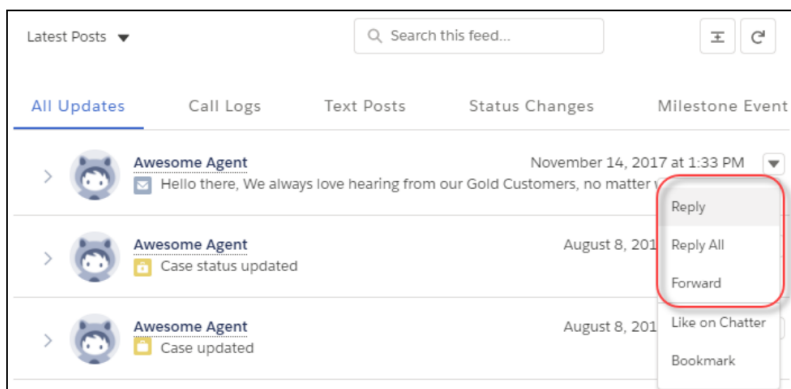 Latest Posts
Search this feed...
All Updates Call Logs Text Posts Status Changes Milestone Event
Awesome Agent November 14, 2017 at 1:33 PM
Hello there, We always love hearing from our Gold Customers, no matter
Reply
Awesome Agent August 8, 201
Reply All
Case status updated
Forward
Awesome Agent August 8, 201
Like on Chatter
Case updated
Bookmark